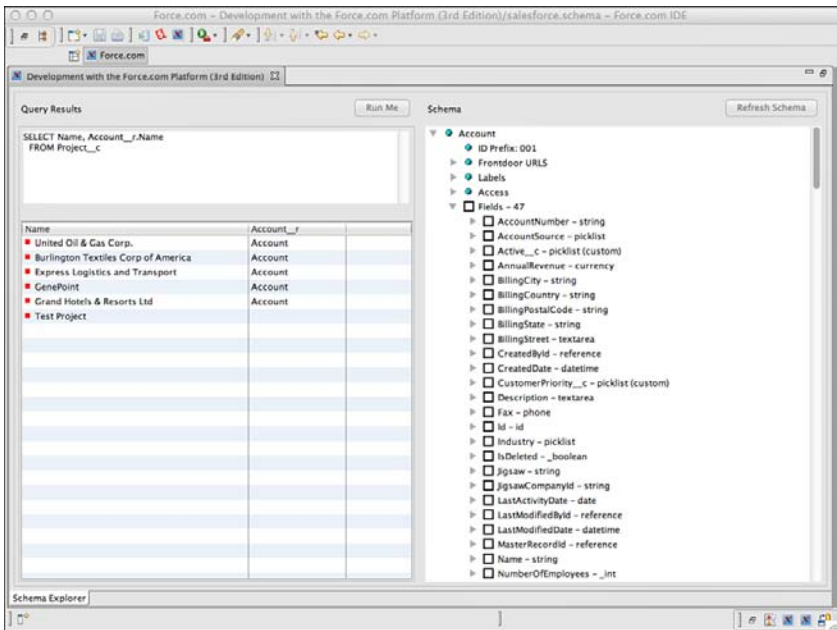 Force.com – Development with the Force.com Platform (3rd Edition)/salesforce.schema – Force.com IDE
Force.com
Development with the Force.com Platform (3rd Edition)
Query Results
Run Me
SELECT Name, Account__r.Name
FROM Project__c
Name Account__r
United Oil & Gas Corp. Account
Burlington Textiles Corp of America Account
Express Logistics and Transport Account
GenePoint Account
Grand Hotels & Resorts Ltd Account
Test Project
Schema
Refresh Schema
Account
ID Prefix: 001
Frontdoor URLS
Labels
Access
Fields – 47
AccountNumber – string
AccountSource – picklist
Active__c – picklist (custom)
AnnualRevenue – currency
BillingCity – string
BillingCountry – string
BillingPostalCode – string
BillingState – string
BillingStreet – textarea
CreatedById – reference
CreatedDate – datetime
CustomerPriority__c – picklist (custom)
Description – textarea
Fax – phone
Id – id
Industry – picklist
IsDeleted – _boolean
Jigsaw – string
JigsawCompanyId – string
LastActivityDate – date
LastModifiedById – reference
LastModifiedDate – datetime
MasterRecordId – reference
Name – string
NumberOfEmployees – _int
Schema Explorer